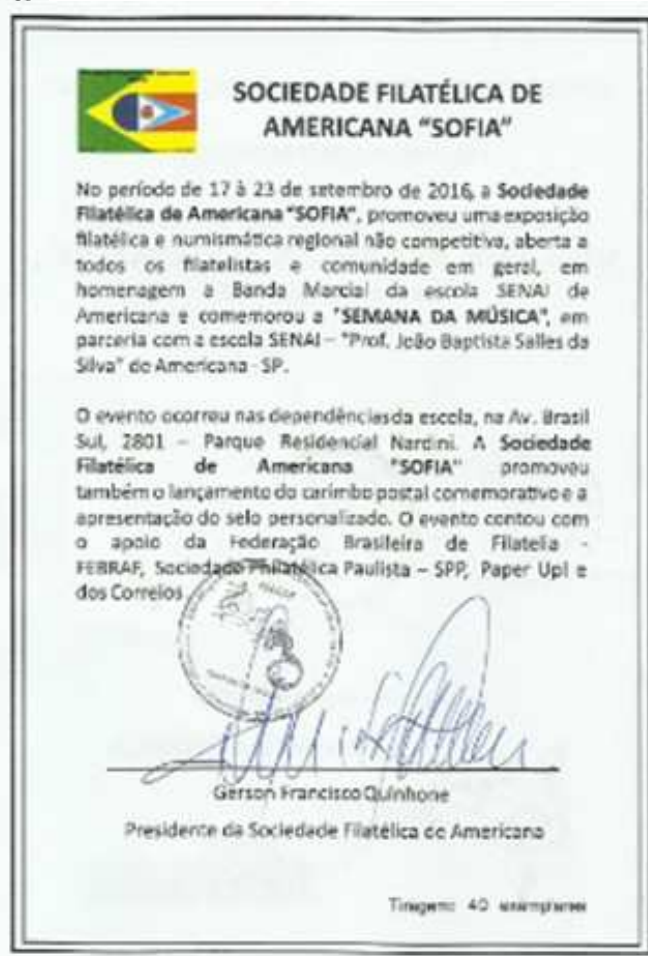 SOCIEDADE FILATÉLICA DE
AMERICANA “SOFIA”
No período de 17 à 23 de setembro de 2016, a Sociedade
Filatélica de Americana “SOFIA”, promoveu uma exposição
filatélica e numismática regional não competitiva, aberta a
todos os filatelistas e comunidade em geral, em
homenagem a Banda Marcial da escola SENAI de
Americana e comemorou a “SEMANA DA MÚSICA”, em
parceria com a escola SENAI – “Prof. João Baptista Salles da
Silva” de Americana - SP.
O evento ocorreu nas dependências da escola, na Av. Brasil
Sul, 2801 – Parque Residencial Nardini. A Sociedade
Filatélica de Americana “SOFIA” promoveu
também o lançamento do carimbo postal comemorativo e a
apresentação do selo personalizado. O evento contou com
o apoio da Federação Brasileira de Filatelia -
FEBRAF, Sociedade Philatélica Paulista – SPP, Paper Upl e
dos Correios
Gerson Francisco Quinhone
Presidente da Sociedade Filatélica de Americana
Tiragem: 40 exemplares